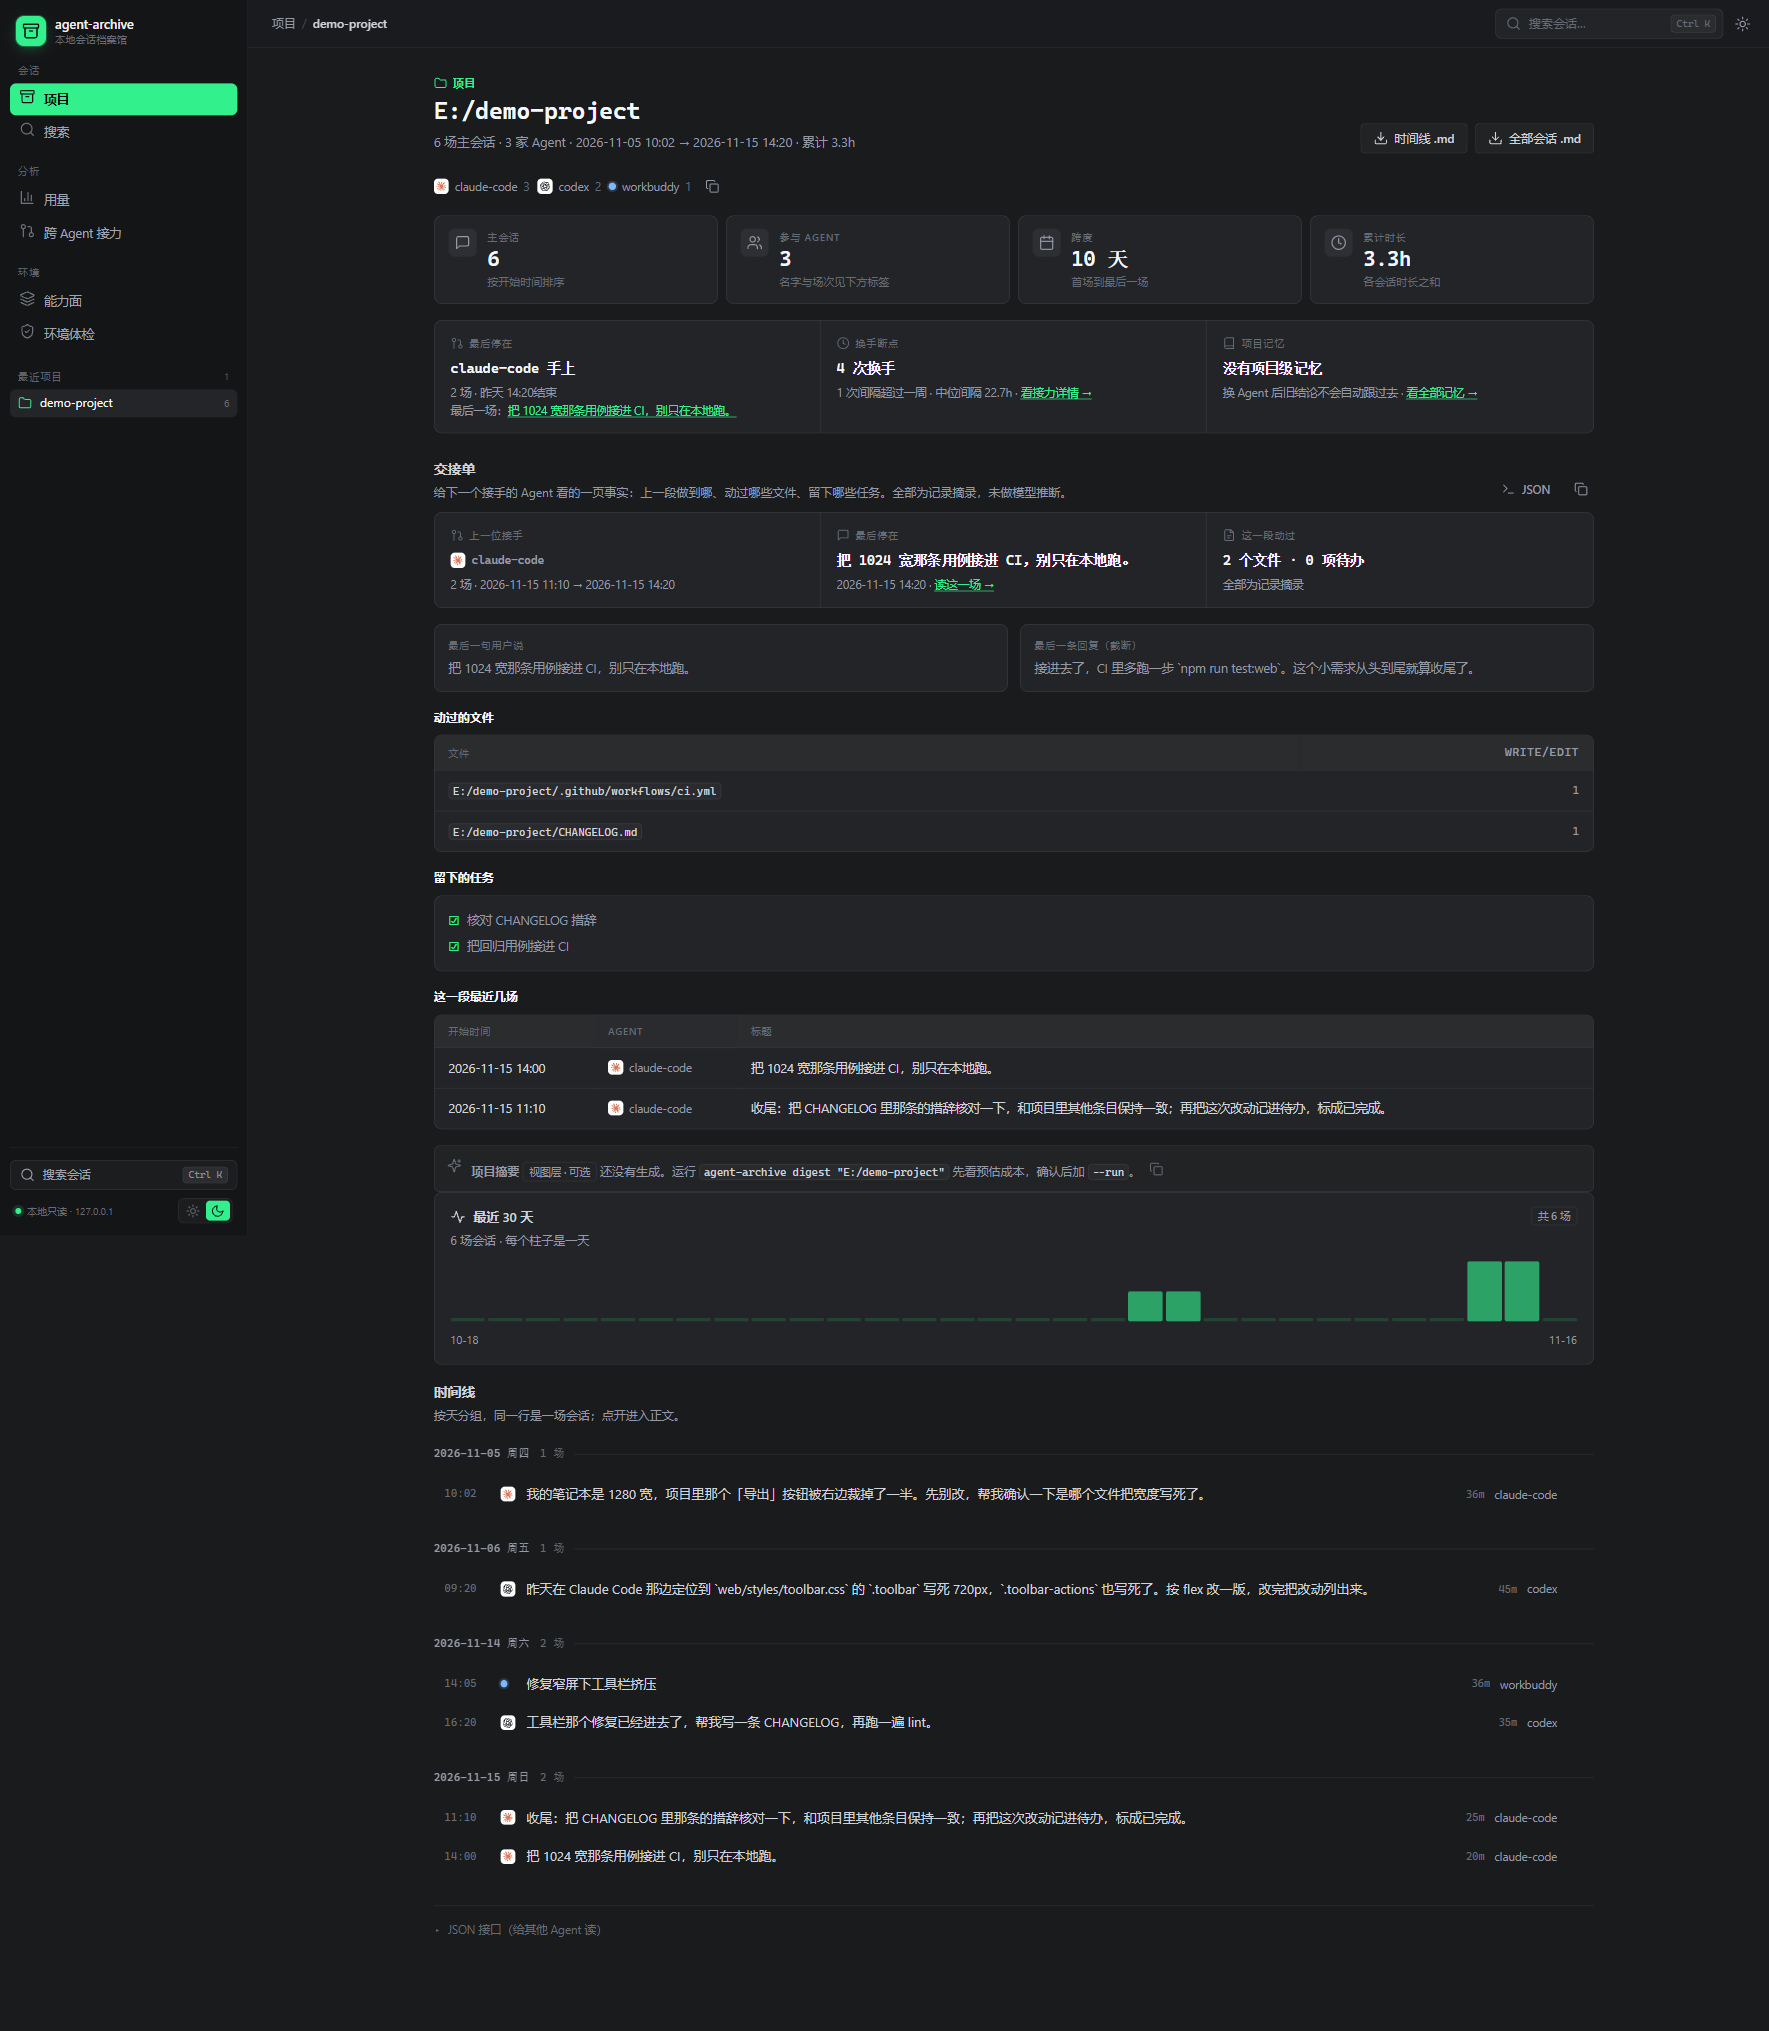 agent-archive
本地会话档案馆
会话
项目
搜索
分析
用量
跨 Agent 接力
环境
能力面
环境体检
最近项目 1
demo-project 6
搜索会话 Ctrl K
本地只读 · 127.0.0.1
项目 / demo-project
搜索会话... Ctrl K
项目
E:/demo-project
6 场主会话 · 3 家 Agent · 2026-11-05 10:02 → 2026-11-15 14:20 · 累计 3.3h
时间线 .md
全部会话 .md
claude-code 3 codex 2 workbuddy 1
主会话
6
按开始时间排序
参与 AGENT
3
名字与场次见下方标签
跨度
10 天
首场到最后一场
累计时长
3.3h
各会话时长之和
最后停在
claude-code 手上
2 场 · 昨天 14:20结束
最后一场：把 1024 宽那条用例接进 CI，别只在本地跑。
换手断点
4 次换手
1 次间隔超过一周 · 中位间隔 22.7h · 看接力详情 →
项目记忆
没有项目级记忆
换 Agent 后旧结论不会自动跟过去 · 看全部记忆 →
交接单
给下一个接手的 Agent 看的一页事实：上一段做到哪、动过哪些文件、留下哪些任务。全部为记录摘录，未做模型推断。
JSON
上一位接手
claude-code
2 场 · 2026-11-15 11:10 → 2026-11-15 14:20
最后停在
把 1024 宽那条用例接进 CI，别只在本地跑。
2026-11-15 14:20 · 读这一场 →
这一段动过
2 个文件 · 0 项待办
全部为记录摘录
最后一句用户说
把 1024 宽那条用例接进 CI，别只在本地跑。
最后一条回复（截断）
接进去了，CI 里多跑一步 `npm run test:web`。这个小需求从头到尾就算收尾了。
动过的文件
文件 WRITE/EDIT
E:/demo-project/.github/workflows/ci.yml 1
E:/demo-project/CHANGELOG.md 1
留下的任务
核对 CHANGELOG 措辞
把回归用例接进 CI
这一段最近几场
开始时间 AGENT 标题
2026-11-15 14:00 claude-code 把 1024 宽那条用例接进 CI，别只在本地跑。
2026-11-15 11:10 claude-code 收尾：把 CHANGELOG 里那条的措辞核对一下，和项目里其他条目保持一致；再把这次改动记进待办，标成已完成。
项目摘要 视图层 · 可选 还没有生成。运行 agent-archive digest "E:/demo-project" 先看预估成本，确认后加 --run 。
最近 30 天 共 6 场
6 场会话 · 每个柱子是一天
10-18 11-16
时间线
按天分组，同一行是一场会话；点开进入正文。
2026-11-05 周四 1 场
10:02 我的笔记本是 1280 宽，项目里那个「导出」按钮被右边裁掉了一半。先别改，帮我确认一下是哪个文件把宽度写死了。 36m claude-code
2026-11-06 周五 1 场
09:20 昨天在 Claude Code 那边定位到 `web/styles/toolbar.css` 的 `.toolbar` 写死 720px，`.toolbar-actions` 也写死了。按 flex 改一版，改完把改动列出来。 45m codex
2026-11-14 周六 2 场
14:05 修复窄屏下工具栏挤压 36m workbuddy
16:20 工具栏那个修复已经进去了，帮我写一条 CHANGELOG，再跑一遍 lint。 35m codex
2026-11-15 周日 2 场
11:10 收尾：把 CHANGELOG 里那条的措辞核对一下，和项目里其他条目保持一致；再把这次改动记进待办，标成已完成。 25m claude-code
14:00 把 1024 宽那条用例接进 CI，别只在本地跑。 20m claude-code
JSON 接口（给其他 Agent 读）